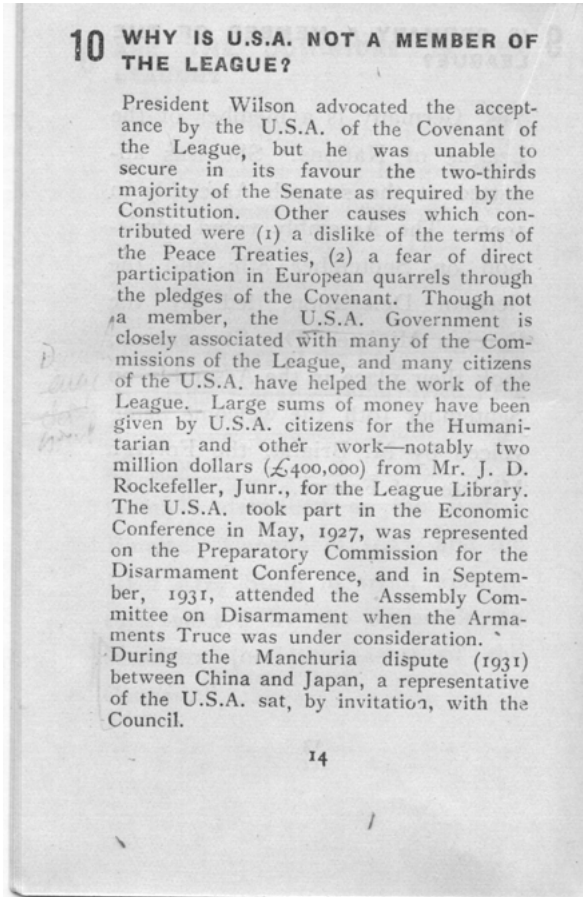 10 WHY IS U.S.A. NOT A MEMBER OF
THE LEAGUE?
President Wilson advocated the accept-
ance by the U.S.A. of the Covenant of
the League, but he was unable to
secure in its favour the two-thirds
majority of the Senate as required by the
Constitution. Other causes which con-
tributed were (1) a dislike of the terms of
the Peace Treaties, (2) a fear of direct
participation in European quarrels through
the pledges of the Covenant. Though not
a member, the U.S.A. Government is
closely associated with many of the Com-
missions of the League, and many citizens
of the U.S.A. have helped the work of the
League. Large sums of money have been
given by U.S.A. citizens for the Humani-
tarian and other work—notably two
million dollars (£400,000) from Mr. J. D.
Rockefeller, Junr., for the League Library.
The U.S.A. took part in the Economic
Conference in May, 1927, was represented
on the Preparatory Commission for the
Disarmament Conference, and in Septem-
ber, 1931, attended the Assembly Com-
mittee on Disarmament when the Arma-
ments Truce was under consideration.
During the Manchuria dispute (1931)
between China and Japan, a representative
of the U.S.A. sat, by invitation, with the
Council.
14